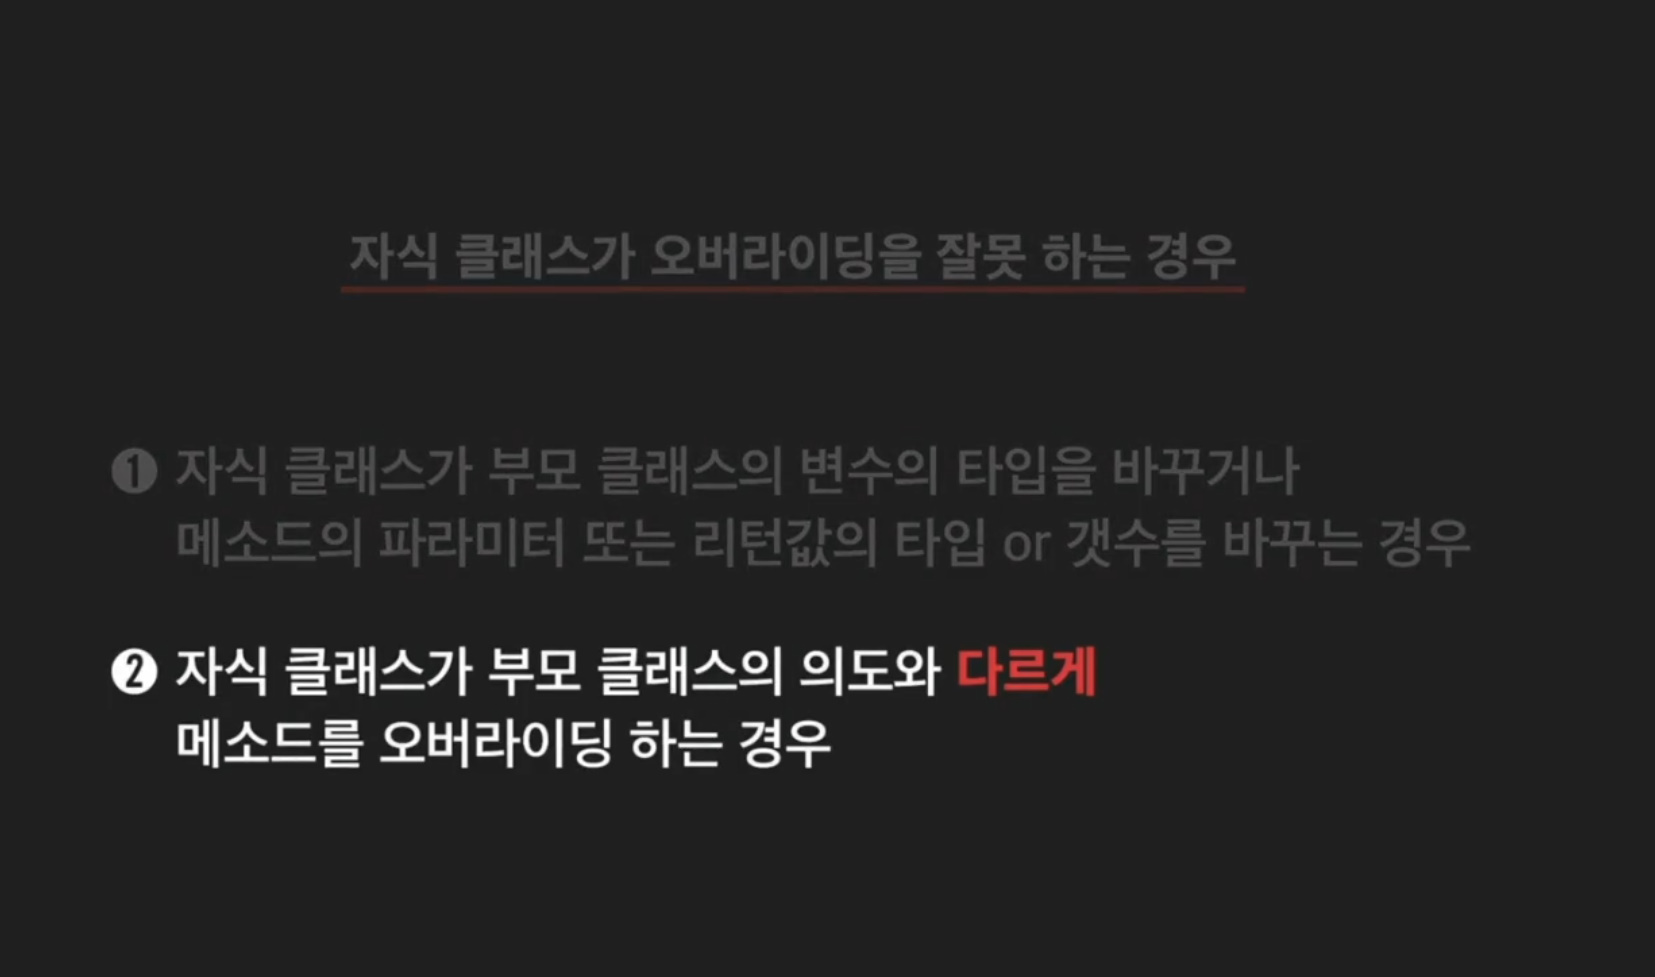 자식 클래스가 오버라이딩을 잘못 하는 경우
❶ 자식 클래스가 부모 클래스의 변수의 타입을 바꾸거나
메소드의 파라미터 또는 리턴값의 타입 or 갯수를 바꾸는 경우
❷ 자식 클래스가 부모 클래스의 의도와 다르게
메소드를 오버라이딩 하는 경우